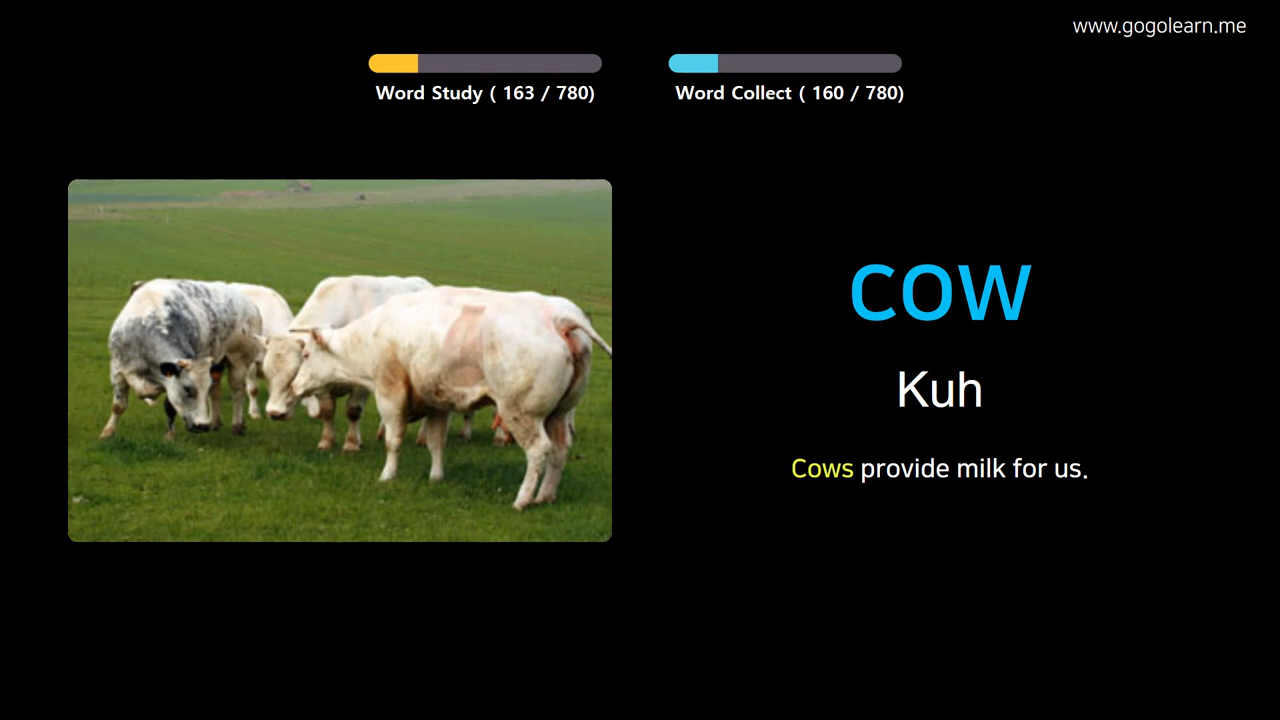 www.gogolearn.me
Word Study ( 163 / 780)
Word Collect ( 160 / 780)
cow
Kuh
Cows provide milk for us.